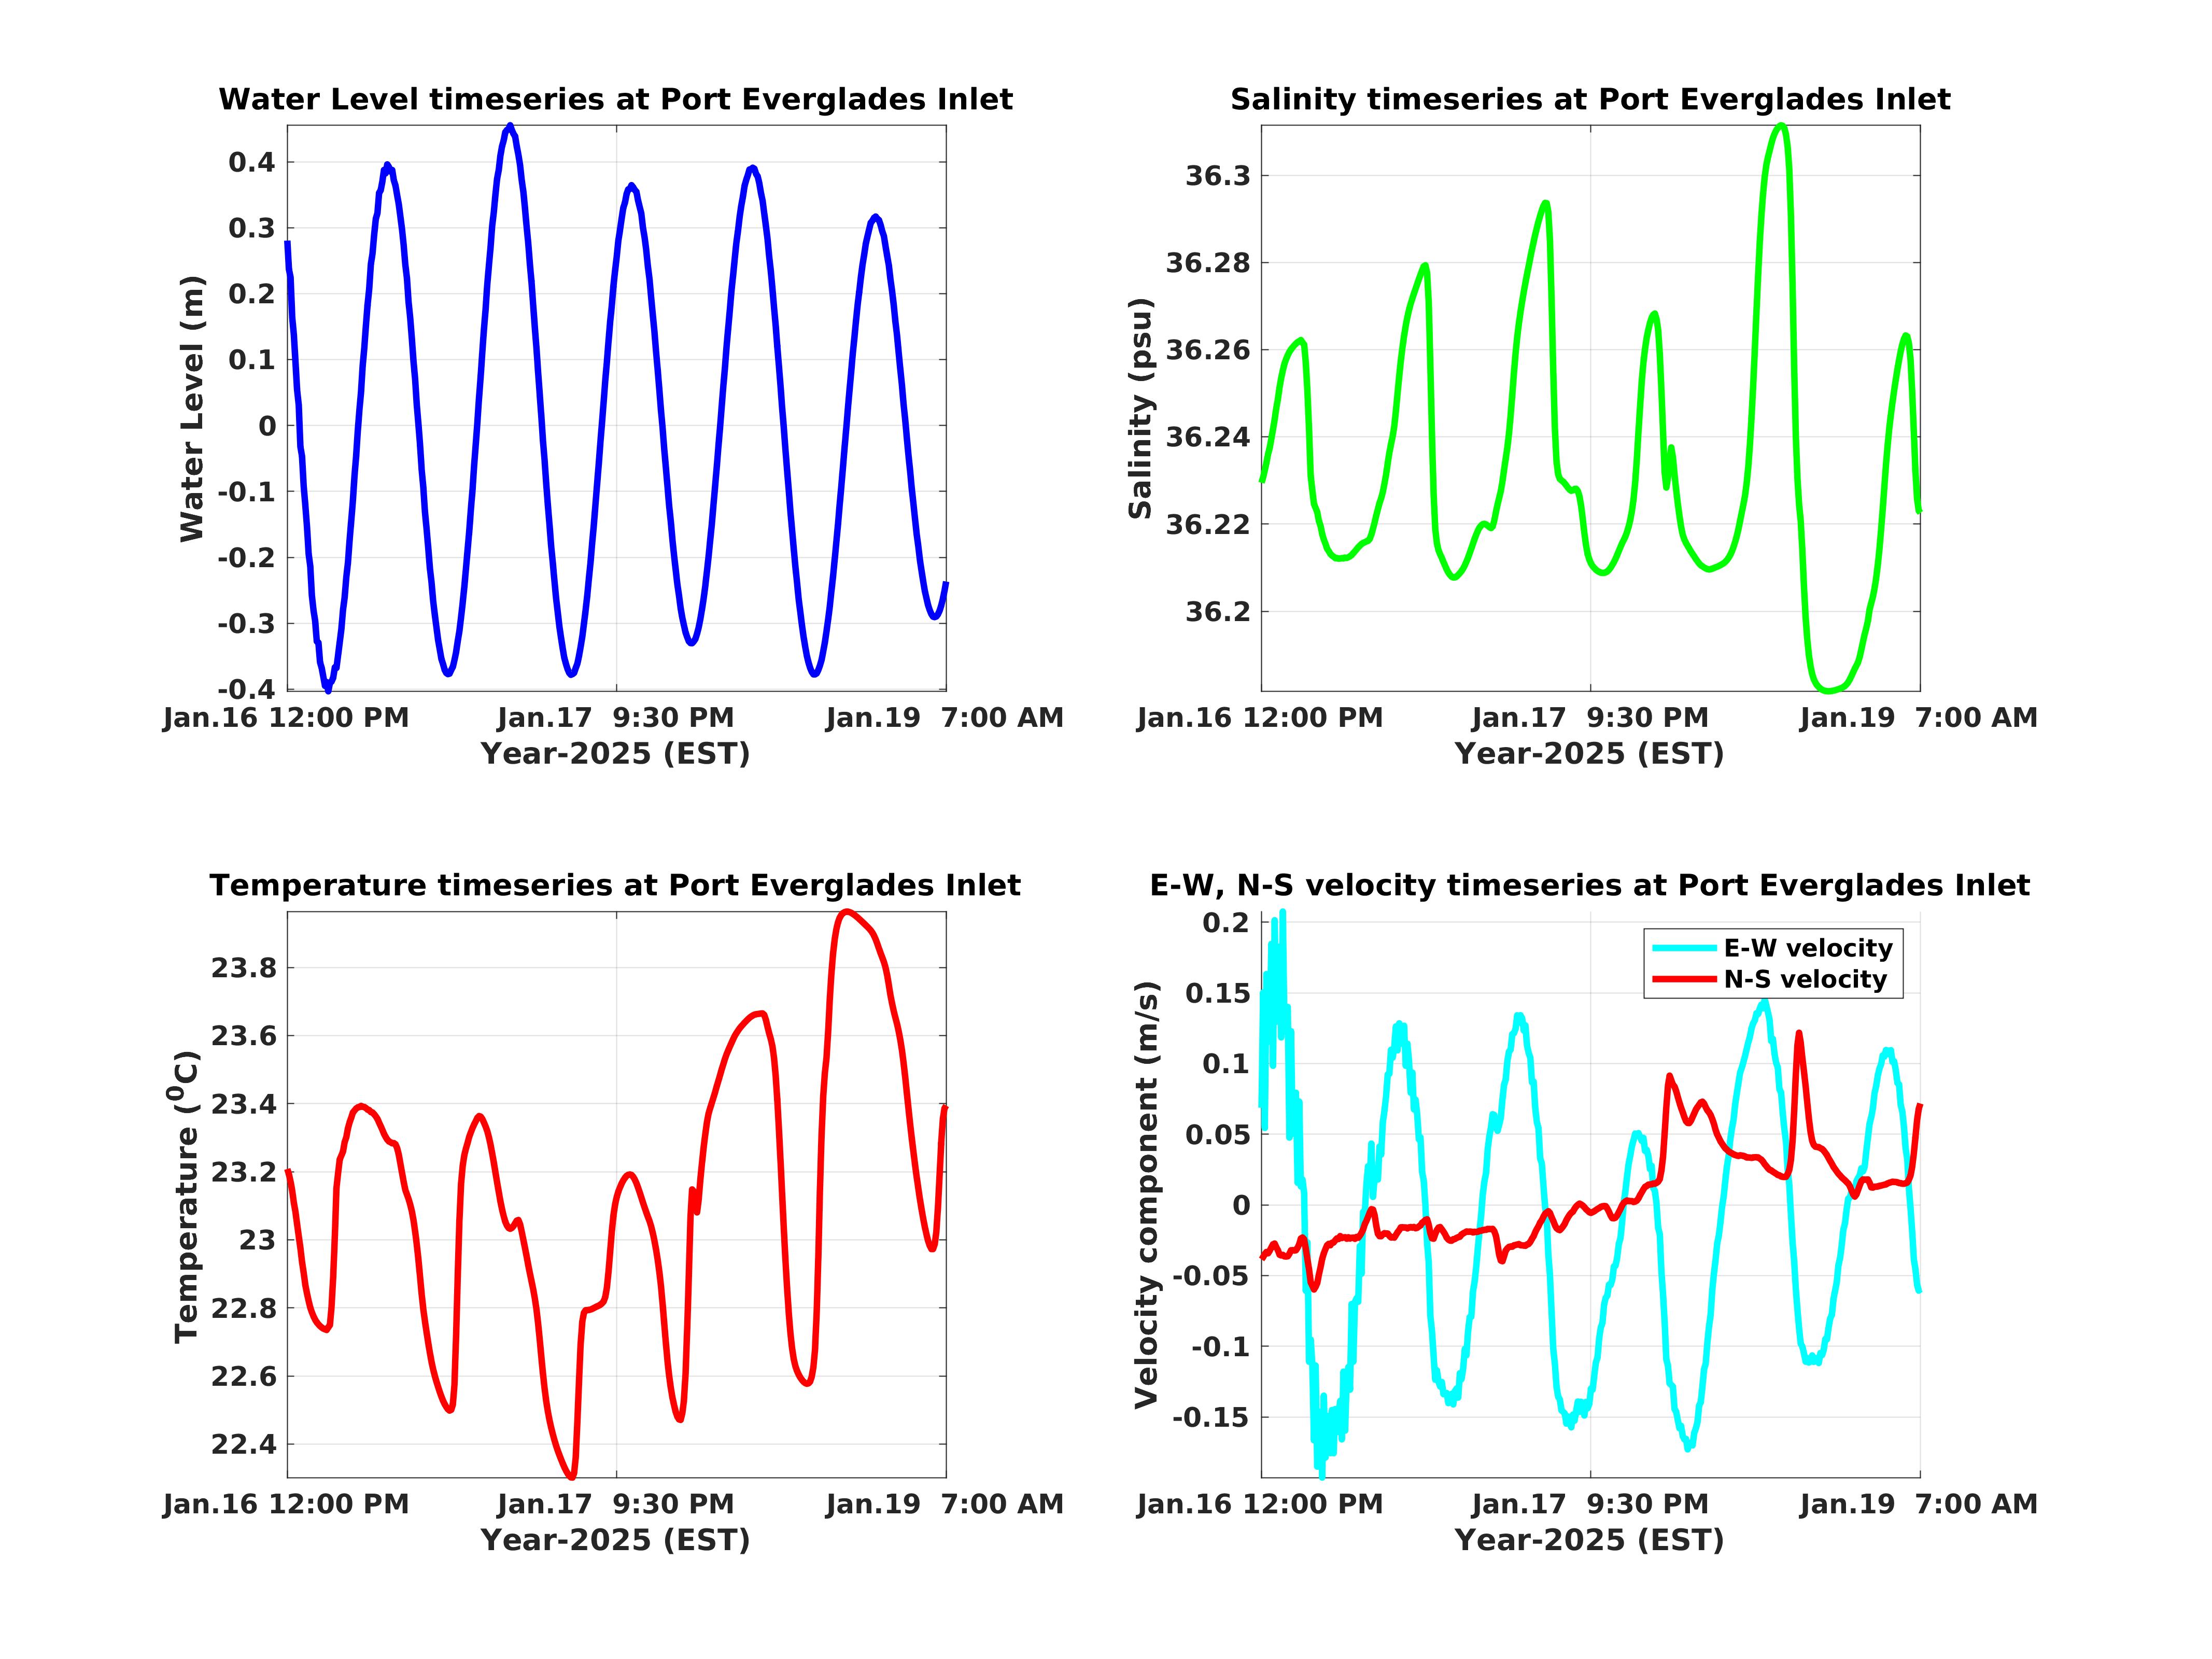 Water Level timeseries at Port Everglades Inlet
0.4
0.3
0.2
0.1
0
-0.1
-0.2
-0.3
-0.4
Water Level (m)
Jan.16 12:00 PM
Jan.17 9:30 PM
Jan.19 7:00 AM
Year-2025 (EST)
Salinity timeseries at Port Everglades Inlet
36.3
36.28
36.26
36.24
36.22
36.2
Salinity (psu)
Jan.16 12:00 PM
Jan.17 9:30 PM
Jan.19 7:00 AM
Year-2025 (EST)
Temperature timeseries at Port Everglades Inlet
23.8
23.6
23.4
23.2
23
22.8
22.6
22.4
Temperature (⁰C)
Jan.16 12:00 PM
Jan.17 9:30 PM
Jan.19 7:00 AM
Year-2025 (EST)
E-W, N-S velocity timeseries at Port Everglades Inlet
0.2
0.15
0.1
0.05
0
-0.05
-0.1
-0.15
Velocity component (m/s)
E-W velocity
N-S velocity
Jan.16 12:00 PM
Jan.17 9:30 PM
Jan.19 7:00 AM
Year-2025 (EST)